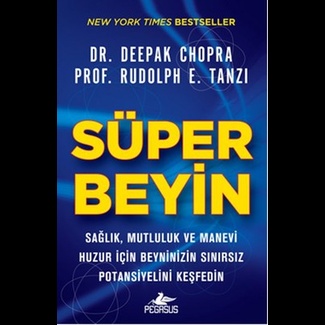 NEW YORK TIMES BESTSELLER
DR. DEEPAK CHOPRA
PROF. RUDOLPH E. TANZI
SÜPER
BEYİN
SAĞLIK, MUTLULUK VE MANEVİ
HUZUR İÇİN BEYNİNİZİN SINIRSIZ
POTANSİYELİNİ KEŞFEDİN
PEGASUS